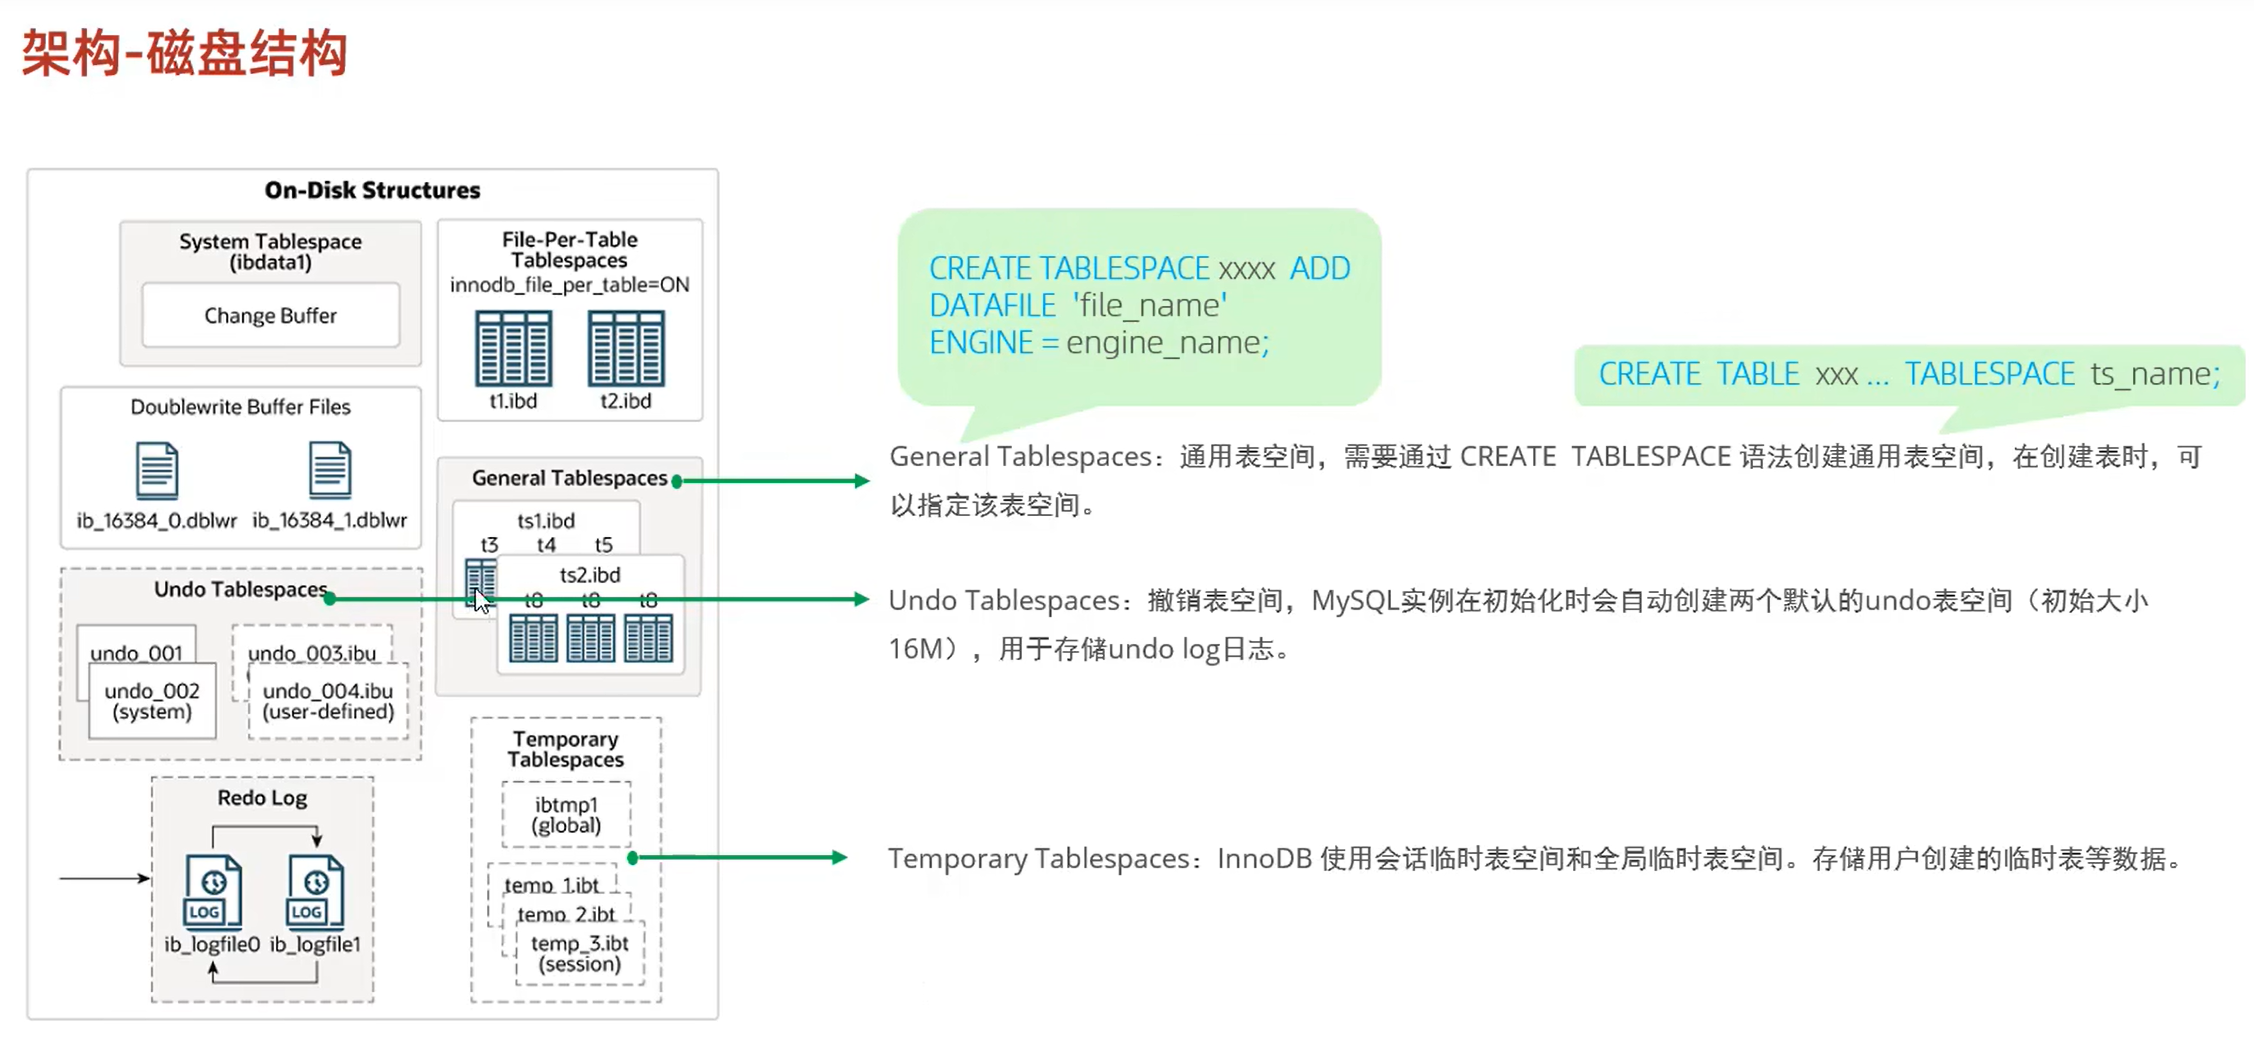 架构-磁盘结构
On-Disk Structures
System Tablespace
(ibdata1)
Change Buffer
File-Per-Table
Tablespaces
innodb_file_per_table=ON
t1.ibd
t2.ibd
Doublewrite Buffer Files
ib_16384_0.dblwr
ib_16384_1.dblwr
General Tablespaces
ts1.ibd
t3
t4
t5
ts2.ibd
t8
t8
t8
Undo Tablespaces
undo_001
undo_002
(system)
undo_003.ibu
undo_004.ibu
(user-defined)
Redo Log
LOG
LOG
ib_logfile0
ib_logfile1
Temporary
Tablespaces
ibtmp1
(global)
temp_1.ibt
temp_2.ibt
temp_3.ibt
(session)
CREATE TABLESPACE xxxx ADD
DATAFILE 'file_name'
ENGINE = engine_name;
CREATE TABLE xxx ... TABLESPACE ts_name;
General Tablespaces：通用表空间，需要通过 CREATE TABLESPACE 语法创建通用表空间，在创建表时，可
以指定该表空间。
Undo Tablespaces：撤销表空间，MySQL实例在初始化时会自动创建两个默认的undo表空间（初始大小
16M），用于存储undo log日志。
Temporary Tablespaces：InnoDB 使用会话临时表空间和全局临时表空间。存储用户创建的临时表等数据。